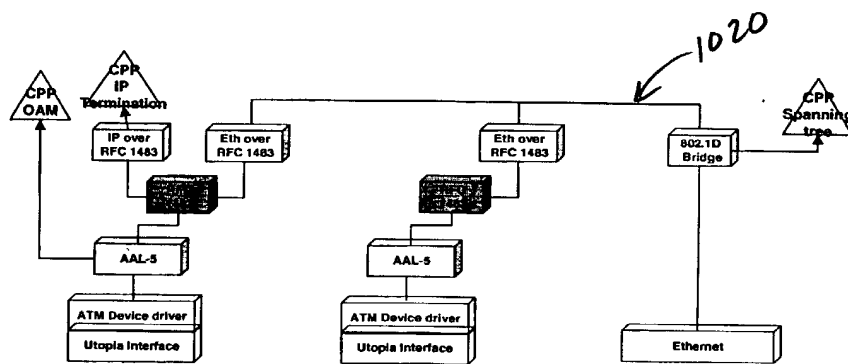 1020
CPP
OAM
CPP
IP
Termination
CPP
Spanning
tree
IP over
RFC 1483
Eth over
RFC 1483
Eth over
RFC 1483
802.1D
Bridge
AAL-5
AAL-5
ATM Device driver
Utopia Interface
ATM Device driver
Utopia Interface
Ethernet